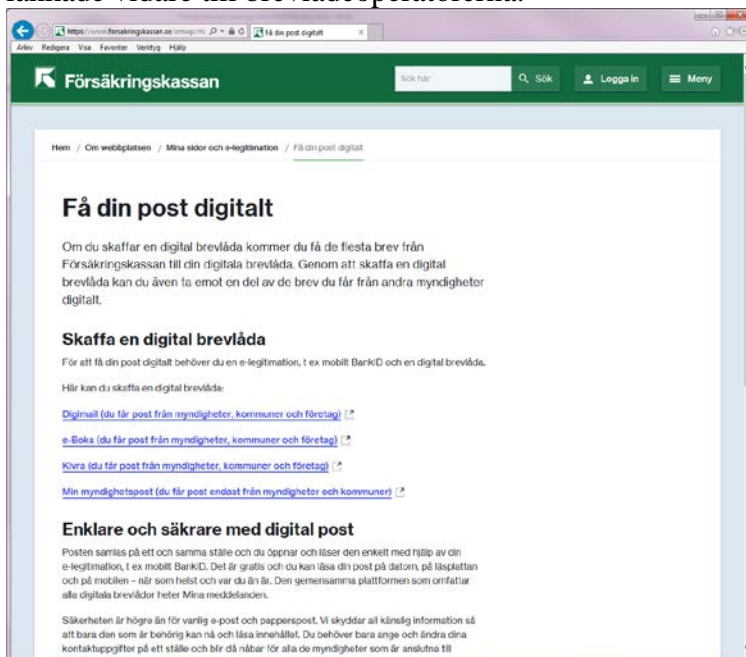 lämnade vidare till brevlådeoperatörerna.
https://www.forsakringskassan.se/omwp/mi
Få din post digitalt
Arkiv Redigera Visa Favoriter Verktyg Hjälp
Försäkringskassan
Sök här
Sök
Logga in
Meny
Hem / Om webbplatsen / Mina sidor och e-legitimation / Få din post digitalt
Få din post digitalt
Om du skaffar en digital brevlåda kommer du få de flesta brev från
Försäkringskassan till din digitala brevlåda. Genom att skaffa en digital
brevlåda kan du även ta emot en del av de brev du får från andra myndigheter
digitalt.
Skaffa en digital brevlåda
För att få din post digitalt behöver du en e-legitimation, t ex mobilt BankID och en digital brevlåda.
Här kan du skaffa en digital brevlåda:
Digimail (du får post från myndigheter, kommuner och företag)
e-Boks (du får post från myndigheter, kommuner och företag)
Kivra (du får post från myndigheter, kommuner och företag)
Min myndighetspost (du får post endast från myndigheter och kommuner)
Enklare och säkrare med digital post
Posten samlas på ett och samma ställe och du öppnar och läser den enkelt med hjälp av din
e-legitimation, t ex mobilt BankID. Det är gratis och du kan läsa din post på datorn, på läsplattan
och på mobilen – när som helst och var du än är. Den gemensamma plattformen som omfattar
alla digitala brevlådor heter Mina meddelanden.
Säkerheten är högre än för vanlig e-post och papperspost. Vi skyddar all känslig information så
att bara den som är behörig kan nå och läsa innehållet. Du behöver bara ange och ändra dina
kontaktuppgifter på ett ställe och blir då nåbar för alla de myndigheter som är anslutna till